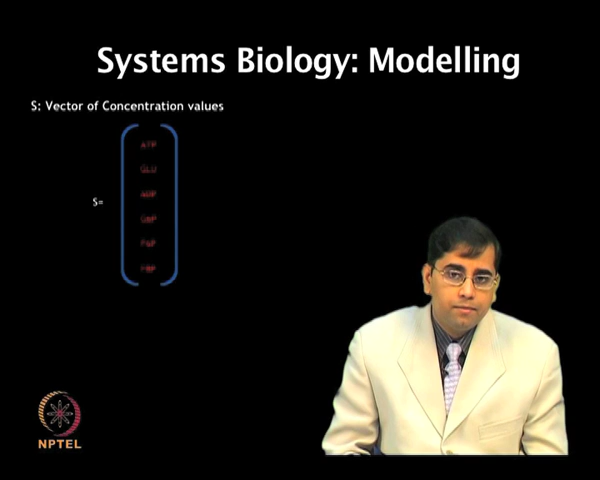 Systems Biology: Modelling
S: Vector of Concentration values
ATP
GLU
S=
ADP
G6P
F6P
FBP
NPTEL